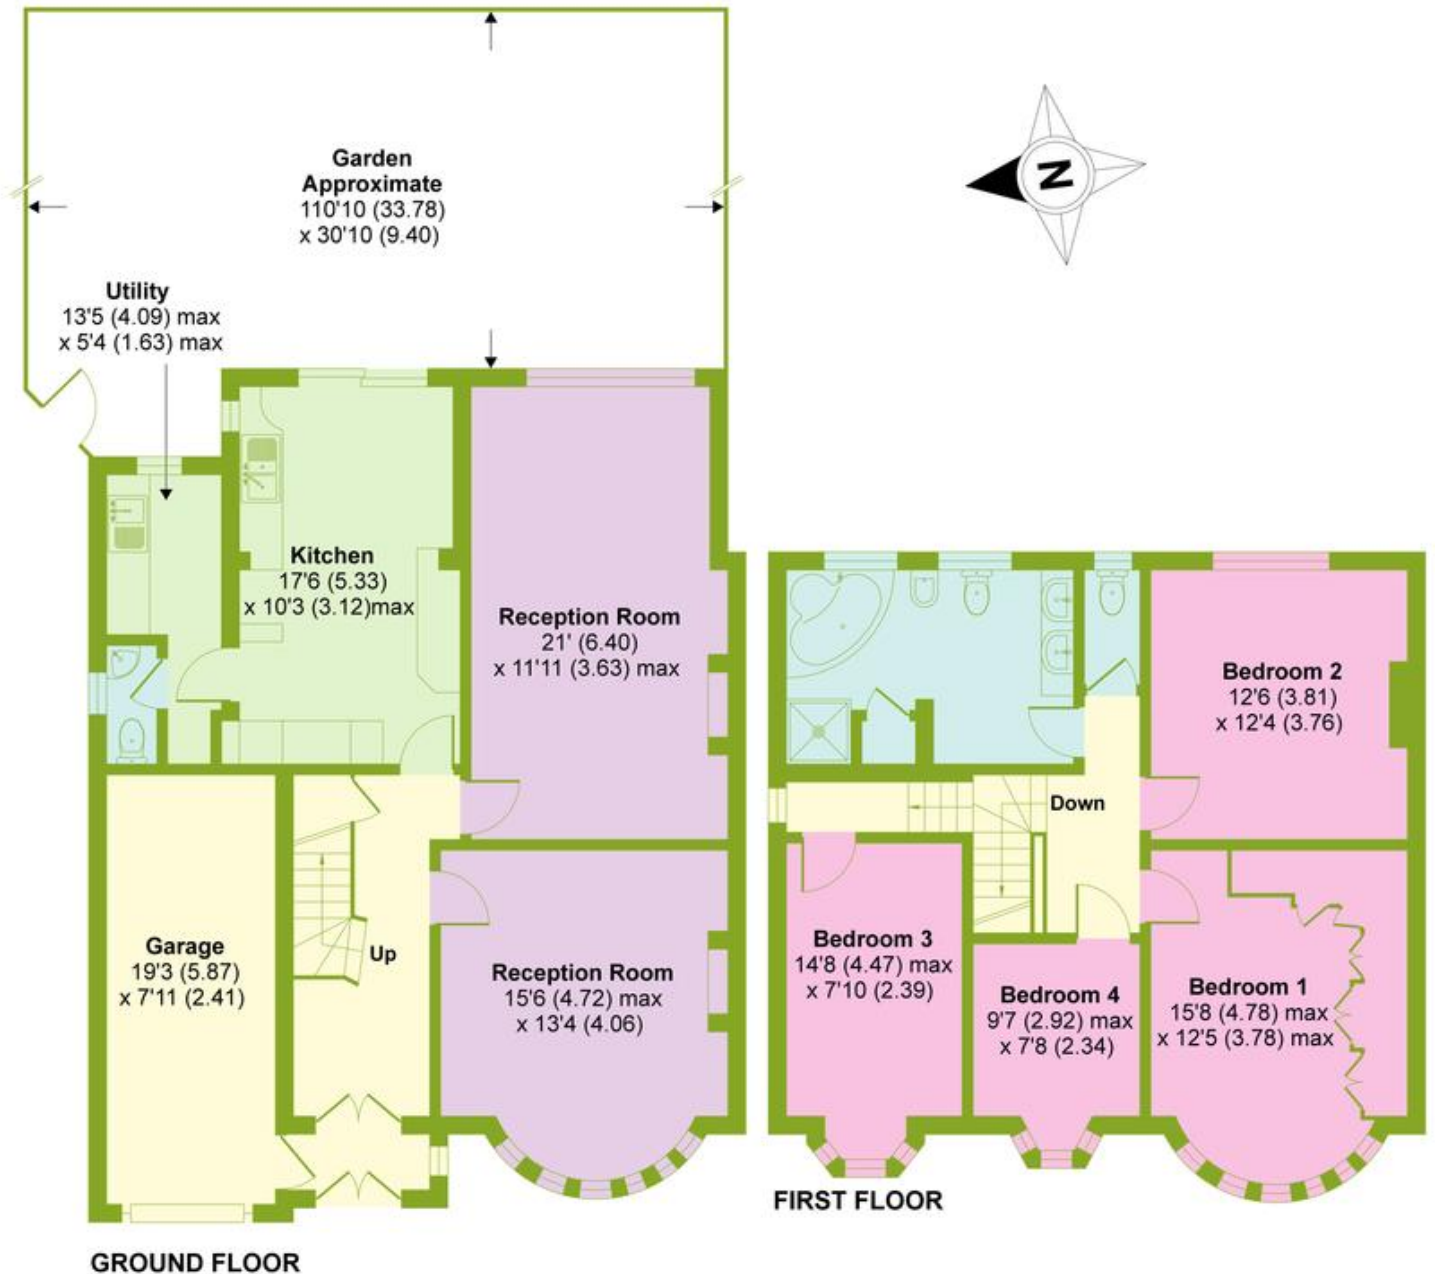 Garden
Approximate
110'10 (33.78)
x 30'10 (9.40)
N
Utility
13'5 (4.09) max
x 5'4 (1.63) max
Kitchen
17'6 (5.33)
x 10'3 (3.12)max
Reception Room
21' (6.40)
x 11'11 (3.63) max
Bedroom 2
12'6 (3.81)
x 12'4 (3.76)
Down
Garage
19'3 (5.87)
x 7'11 (2.41)
Up
Reception Room
15'6 (4.72) max
x 13'4 (4.06)
Bedroom 3
14'8 (4.47) max
x 7'10 (2.39)
Bedroom 4
9'7 (2.92) max
x 7'8 (2.34)
Bedroom 1
15'8 (4.78) max
x 12'5 (3.78) max
FIRST FLOOR
GROUND FLOOR